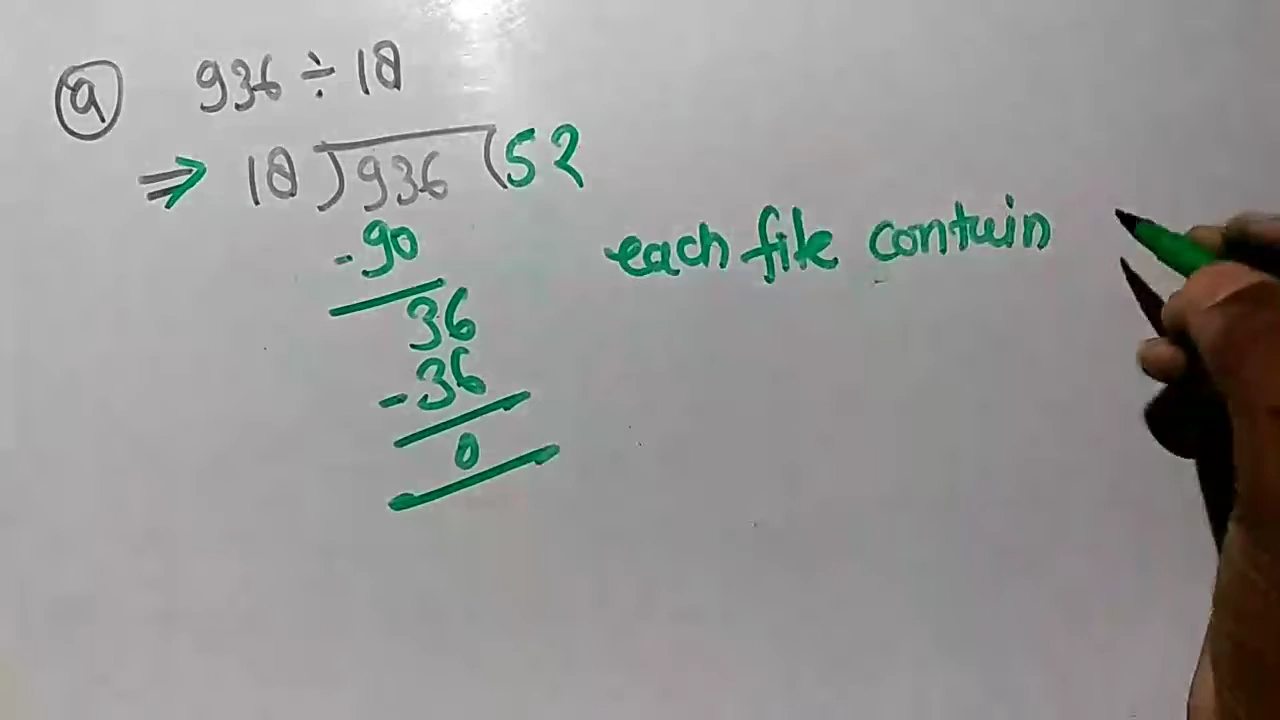 a 936 ÷ 18
⇒ 18 ) 936 ( 52
- 90
36
- 36
0
each file contain